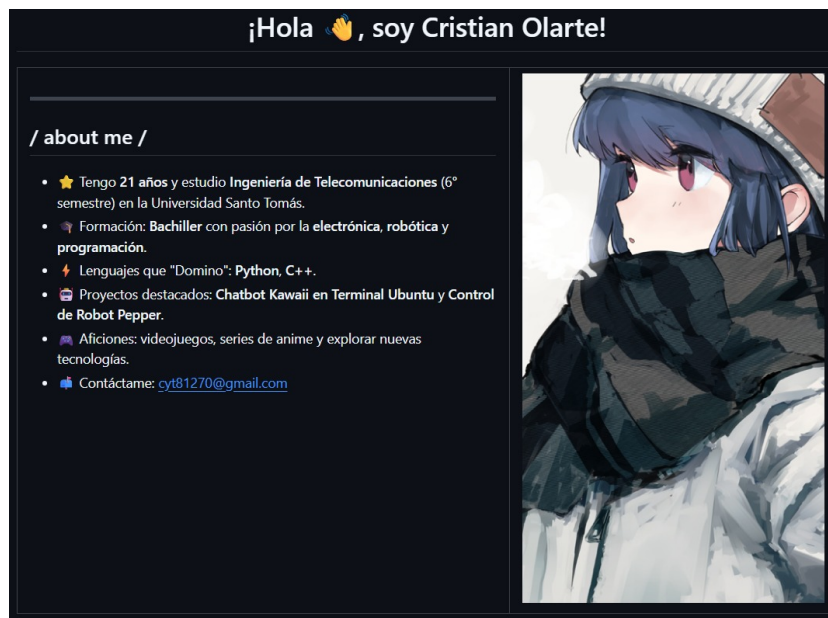 ¡Hola 👋, soy Cristian Olarte!
/ about me /
⭐ Tengo 21 años y estudio Ingeniería de Telecomunicaciones (6°
semestre) en la Universidad Santo Tomás.
🎓 Formación: Bachiller con pasión por la electrónica, robótica y
programación.
⚡ Lenguajes que "Domino": Python, C++.
🤖 Proyectos destacados: Chatbot Kawaii en Terminal Ubuntu y Control
de Robot Pepper.
🎮 Aficiones: videojuegos, series de anime y explorar nuevas
tecnologías.
📫 Contáctame: cyt81270@gmail.com